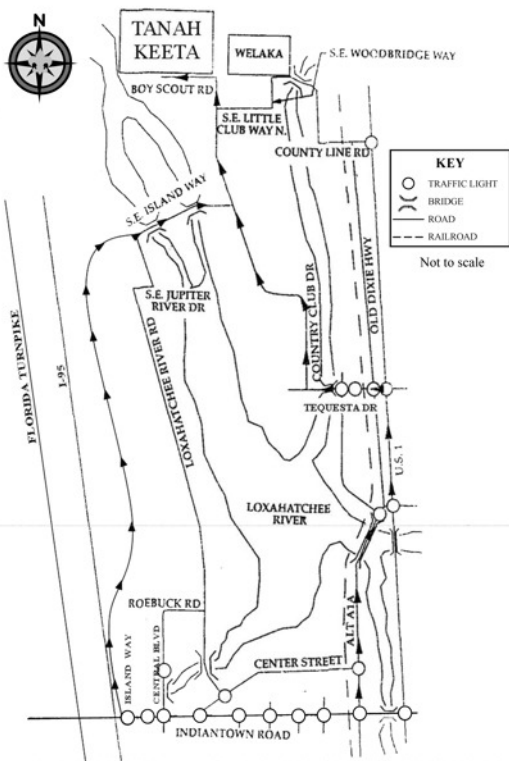 N
TANAH
KEETA
WELAKA
S.E. WOODBRIDGE WAY
BOY SCOUT RD
S.E. LITTLE
CLUB WAY N.
COUNTY LINE RD
KEY
TRAFFIC LIGHT
BRIDGE
ROAD
RAILROAD
Not to scale
S.E. ISLAND WAY
S.E. JUPITER
RIVER DR
COUNTRY CLUB DR
OLD DIXIE HWY
FLORIDA TURNPIKE
I-95
LOXAHATCHEE RIVER RD
TEQUESTA DR
U.S. 1
LOXAHATCHEE
RIVER
ROEBUCK RD
ISLAND WAY
CENTRAL BLVD
CENTER STREET
ALT A1A
INDIANTOWN ROAD